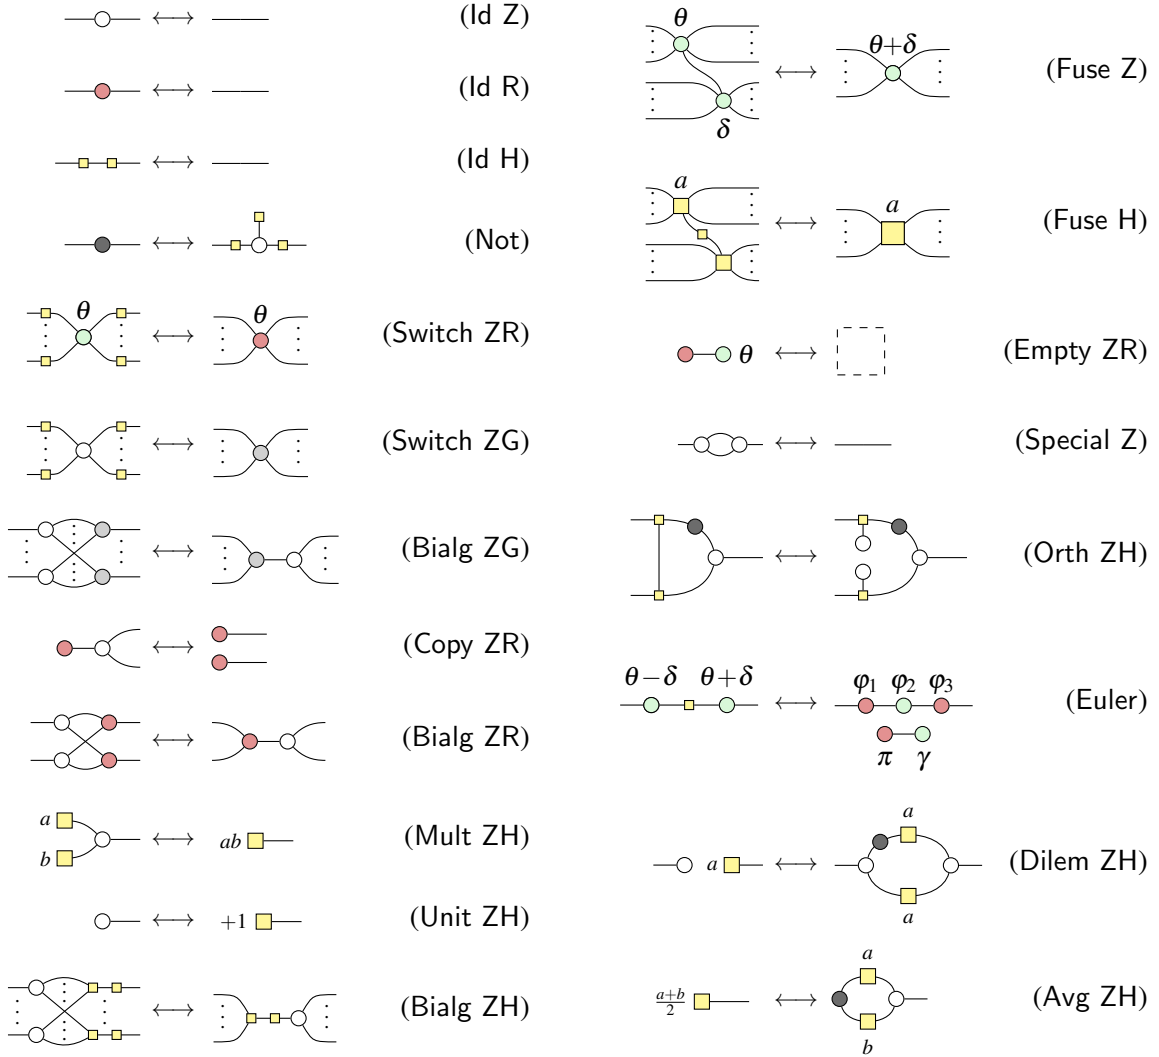 (Id Z)
(Id R)
(Id H)
(Not)
θ θ
(Switch ZR)
(Switch ZG)
(Bialg ZG)
(Copy ZR)
(Bialg ZR)
a
b
ab
(Mult ZH)
+1
(Unit ZH)
(Bialg ZH)
θ
δ
θ+δ
(Fuse Z)
a a
(Fuse H)
θ
(Empty ZR)
(Special Z)
(Orth ZH)
θ−δ θ+δ φ₁ φ₂ φ₃
π γ
(Euler)
a
a
a
(Dilem ZH)
a+b
2
a
b
(Avg ZH)